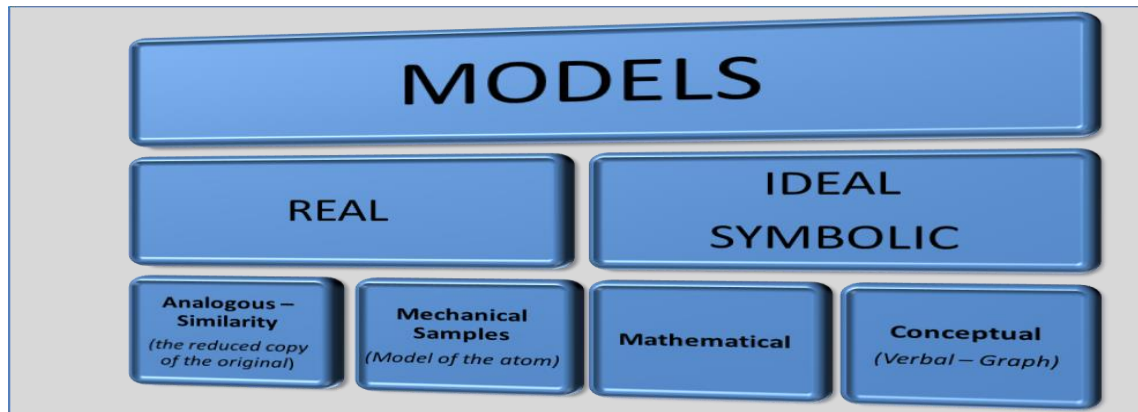 MODELS
REAL
IDEAL
SYMBOLIC
Analogous –
Similarity
(the reduced copy
of the original)
Mechanical
Samples
(Model of the atom)
Mathematical
Conceptual
(Verbal – Graph)